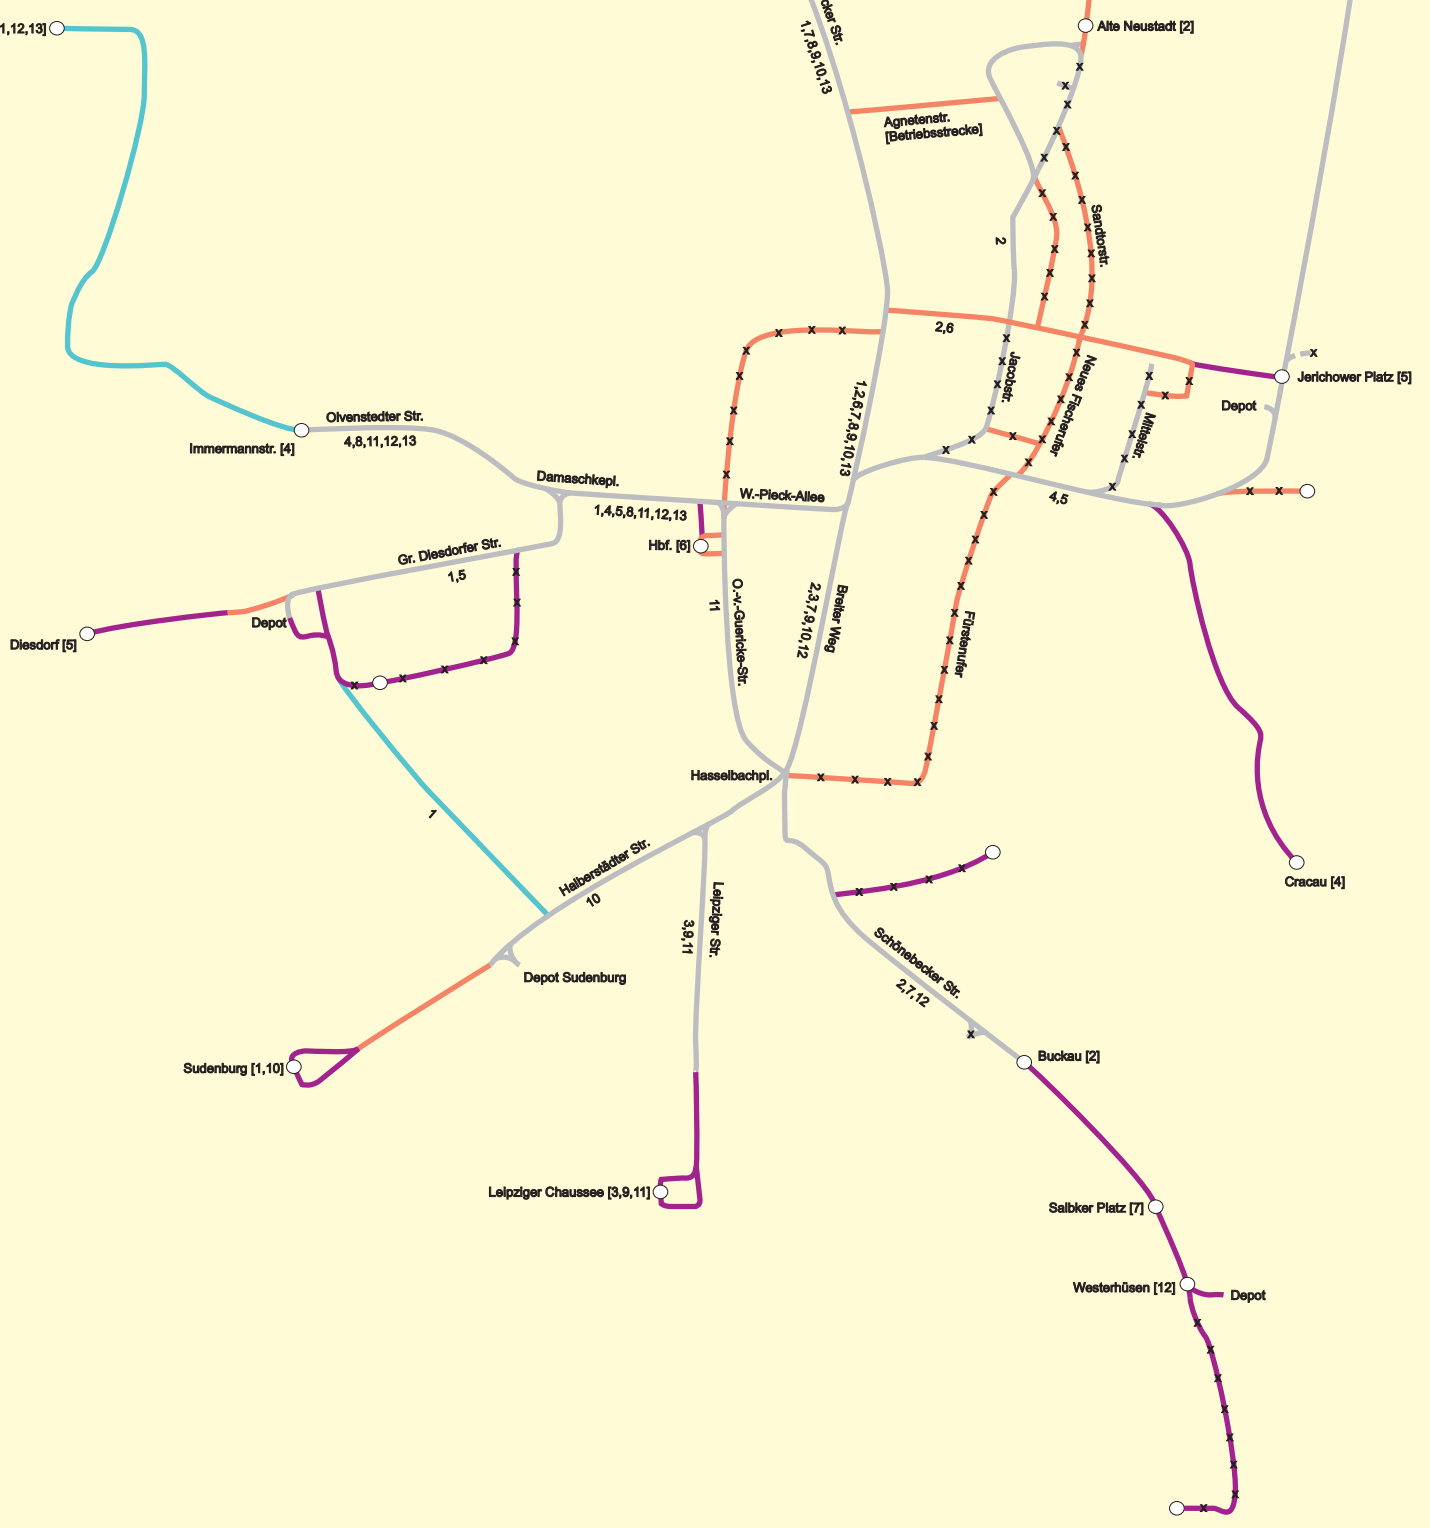 1,12,13]
cker Str.
1,7,8,9,10,13
Alte Neustadt [2]
Agnetenstr.
[Betriebsstrecke]
Sandtorstr.
2
2,6
Jacobstr.
Neues Fischerufer
Jerichower Platz [5]
Depot
Mittelstr.
1,2,6,7,8,9,10,13
Olvenstedter Str.
4,8,11,12,13
Immermannstr. [4]
Damaschkepl.
W.-Pieck-Allee
1,4,5,8,11,12,13
4,5
Hbf. [6]
Gr. Diesdorfer Str.
1,5
Depot
Diesdorf [5]
O.-v.-Guericke-Str.
11
Breiter Weg
2,3,7,9,10,12
Fürstenufer
Hasselbachpl.
1
Halberstädter Str.
10
Leipziger Str.
3,9,11
Cracau [4]
Schönebecker Str.
2,7,12
Depot Sudenburg
Buckau [2]
Sudenburg [1,10]
Leipziger Chaussee [3,9,11]
Salbker Platz [7]
Westerhüsen [12]
Depot